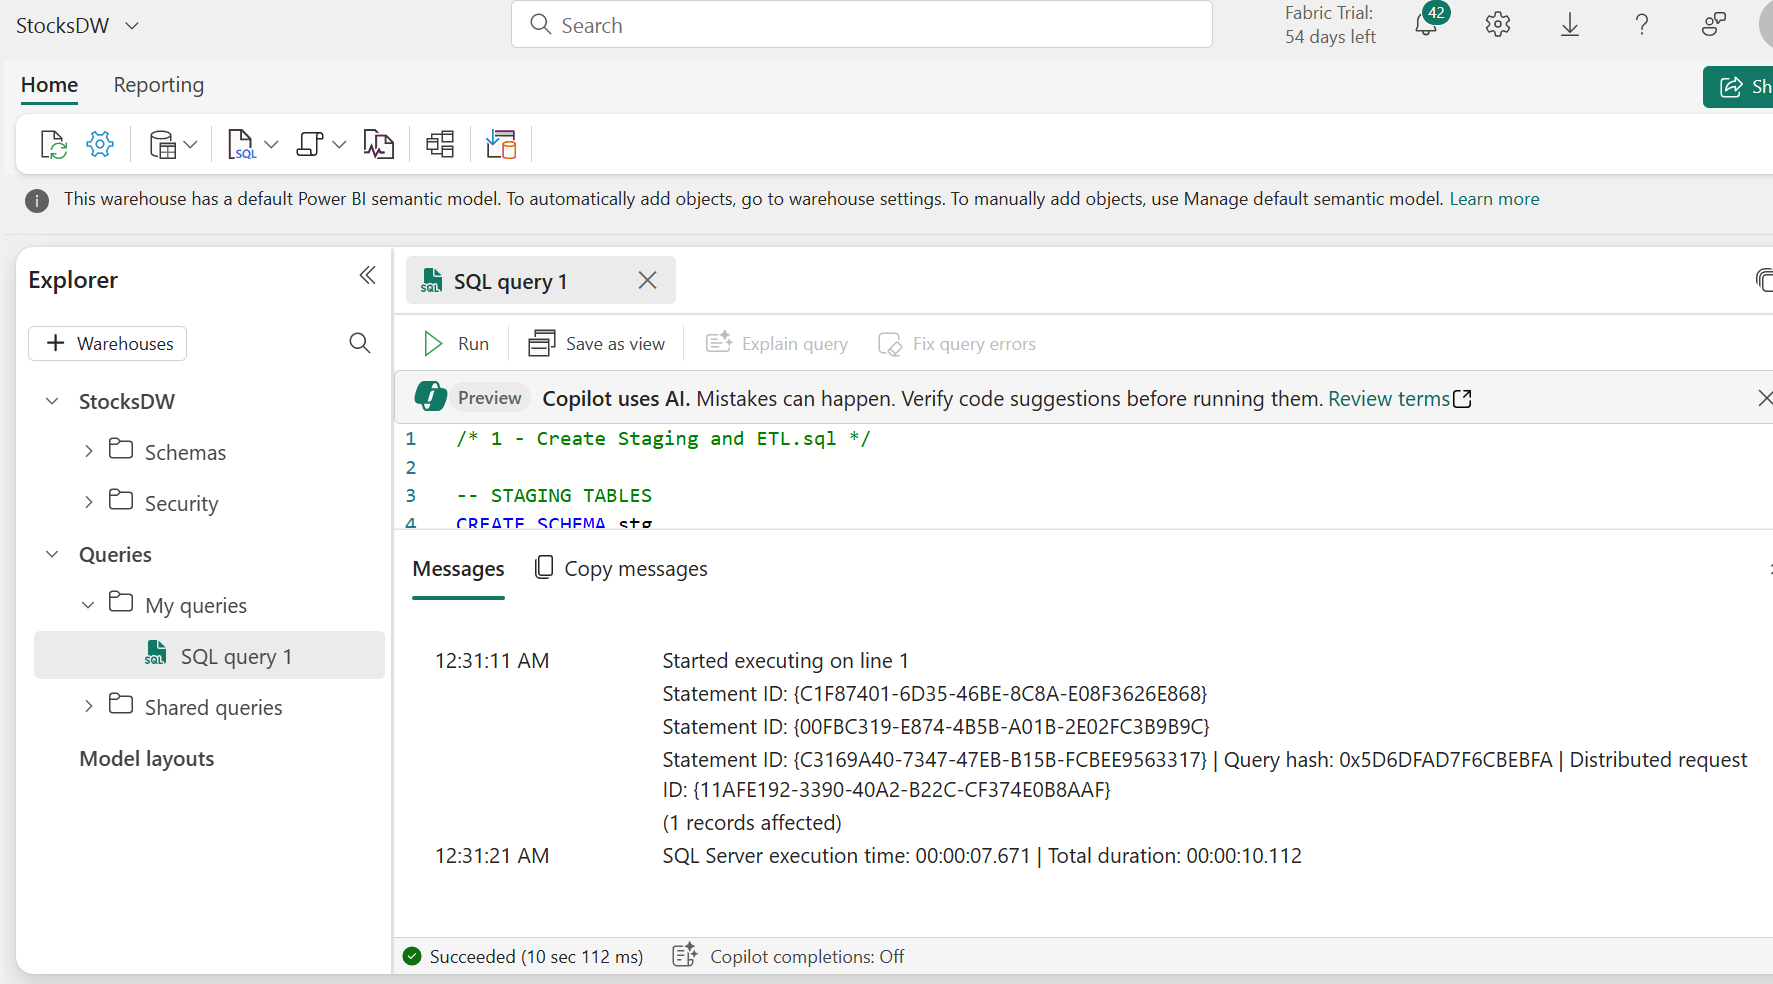 StocksDW
Search
Fabric Trial:
54 days left
42
Home
Reporting
Sh
SQL
This warehouse has a default Power BI semantic model. To automatically add objects, go to warehouse settings. To manually add objects, use Manage default semantic model. Learn more
Explorer
+ Warehouses
StocksDW
Schemas
Security
Queries
My queries
SQL SQL query 1
Shared queries
Model layouts
SQL SQL query 1
Run
Save as view
Explain query
Fix query errors
Preview Copilot uses AI. Mistakes can happen. Verify code suggestions before running them. Review terms
1 /* 1 - Create Staging and ETL.sql */
2
3 -- STAGING TABLES
4 CREATE SCHEMA stg
Messages
Copy messages
12:31:11 AM Started executing on line 1
Statement ID: {C1F87401-6D35-46BE-8C8A-E08F3626E868}
Statement ID: {00FBC319-E874-4B5B-A01B-2E02FC3B9B9C}
Statement ID: {C3169A40-7347-47EB-B15B-FCBEE9563317} | Query hash: 0x5D6DFAD7F6CBEBFA | Distributed request
ID: {11AFE192-3390-40A2-B22C-CF374E0B8AAF}
(1 records affected)
12:31:21 AM SQL Server execution time: 00:00:07.671 | Total duration: 00:00:10.112
Succeeded (10 sec 112 ms)
Copilot completions: Off